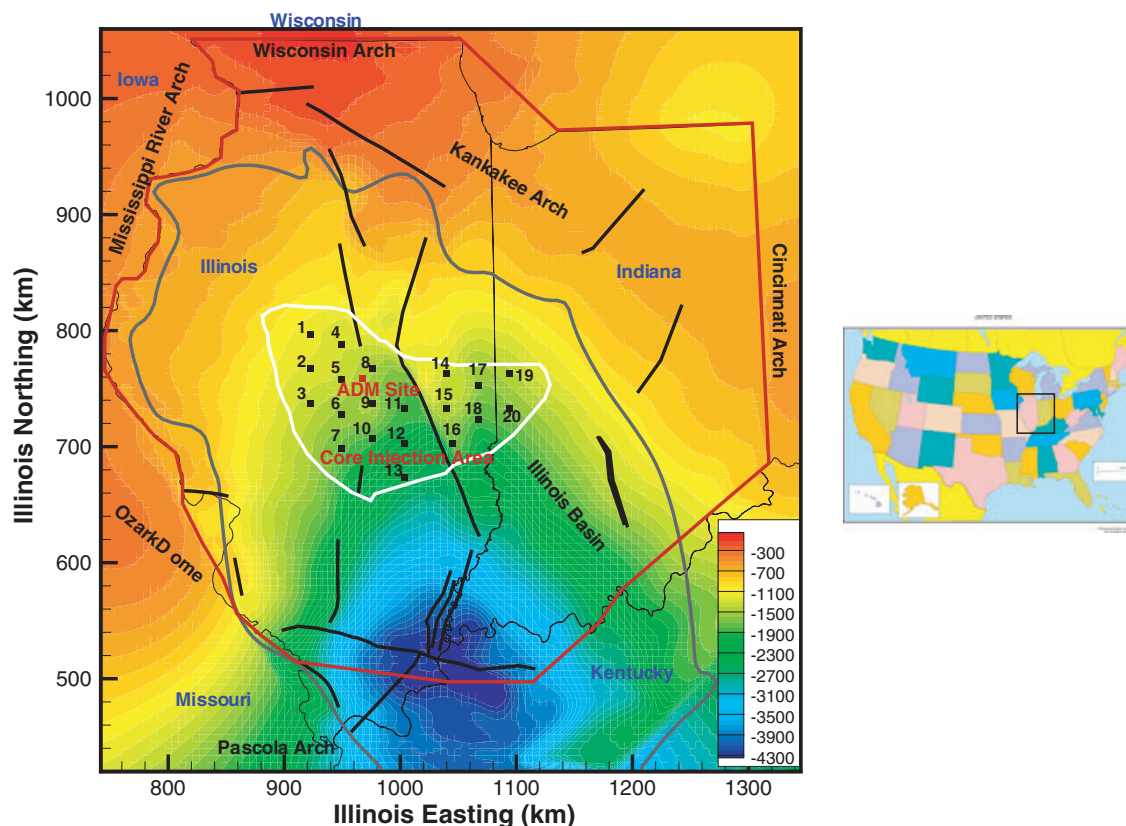 Wisconsin
Wisconsin Arch
Iowa
Mississippi River Arch
Kankakee Arch
Illinois
Indiana
Cincinnati Arch
1
4
2
5
8
14
17
19
ADM Site
3
6
9
11
15
18
20
7
10
12
16
Core Injection Area
13
Illinois Basin
OzarkD ome
Missouri
Kentucky
Pascola Arch
1000
900
800
700
600
500
Illinois Northing (km)
800
900
1000
1100
1200
1300
Illinois Easting (km)
-300
-700
-1100
-1500
-1900
-2300
-2700
-3100
-3500
-3900
-4300
UNITED STATES